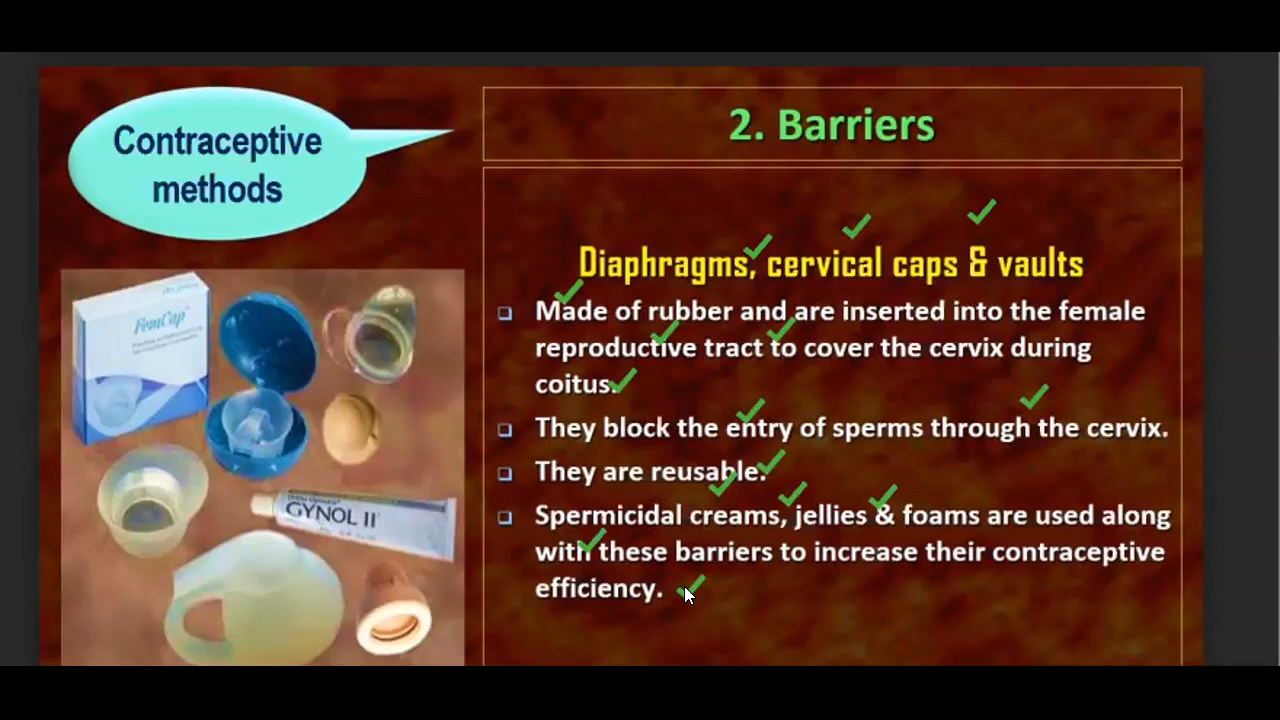 Contraceptive
methods
2. Barriers
Diaphragms, cervical caps & vaults
Made of rubber and are inserted into the female
reproductive tract to cover the cervix during
coitus.
They block the entry of sperms through the cervix.
They are reusable.
Spermicidal creams, jellies & foams are used along
with these barriers to increase their contraceptive
efficiency.
FemCap
GYNOL II